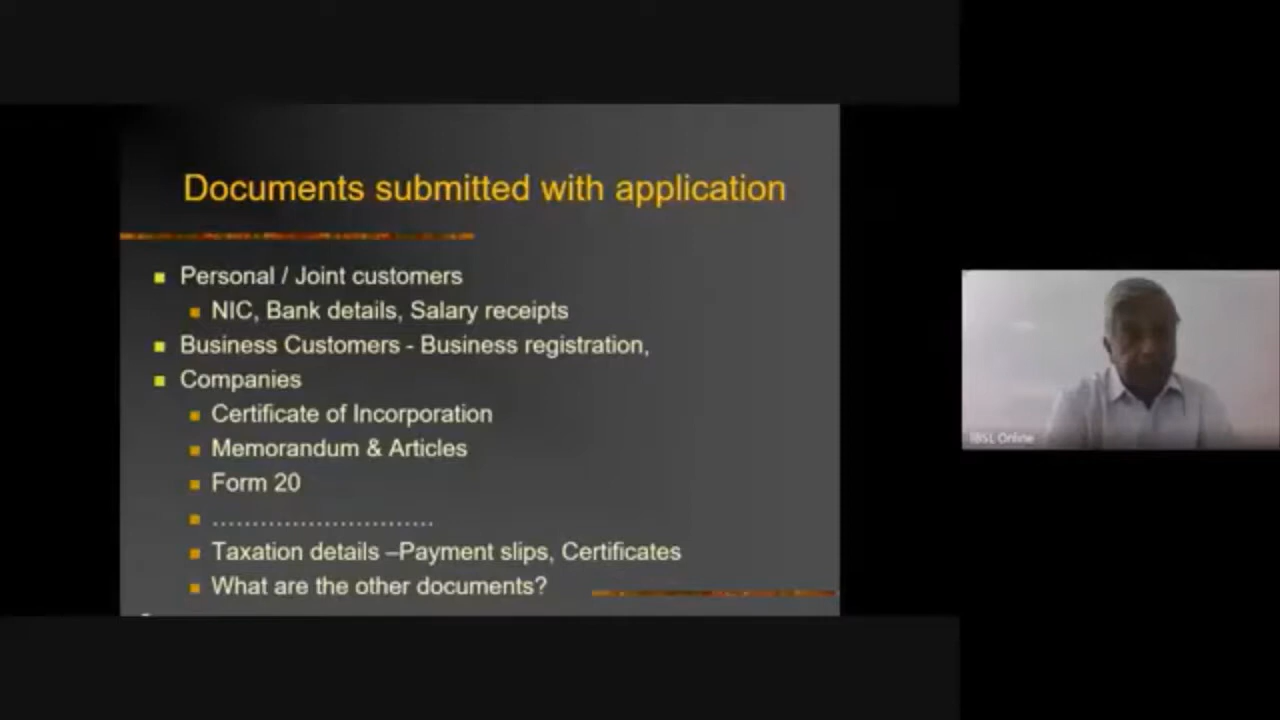 Documents submitted with application
Personal / Joint customers
NIC, Bank details, Salary receipts
Business Customers - Business registration,
Companies
Certificate of Incorporation
Memorandum & Articles
Form 20
................................
Taxation details –Payment slips, Certificates
What are the other documents?
IBSL Online